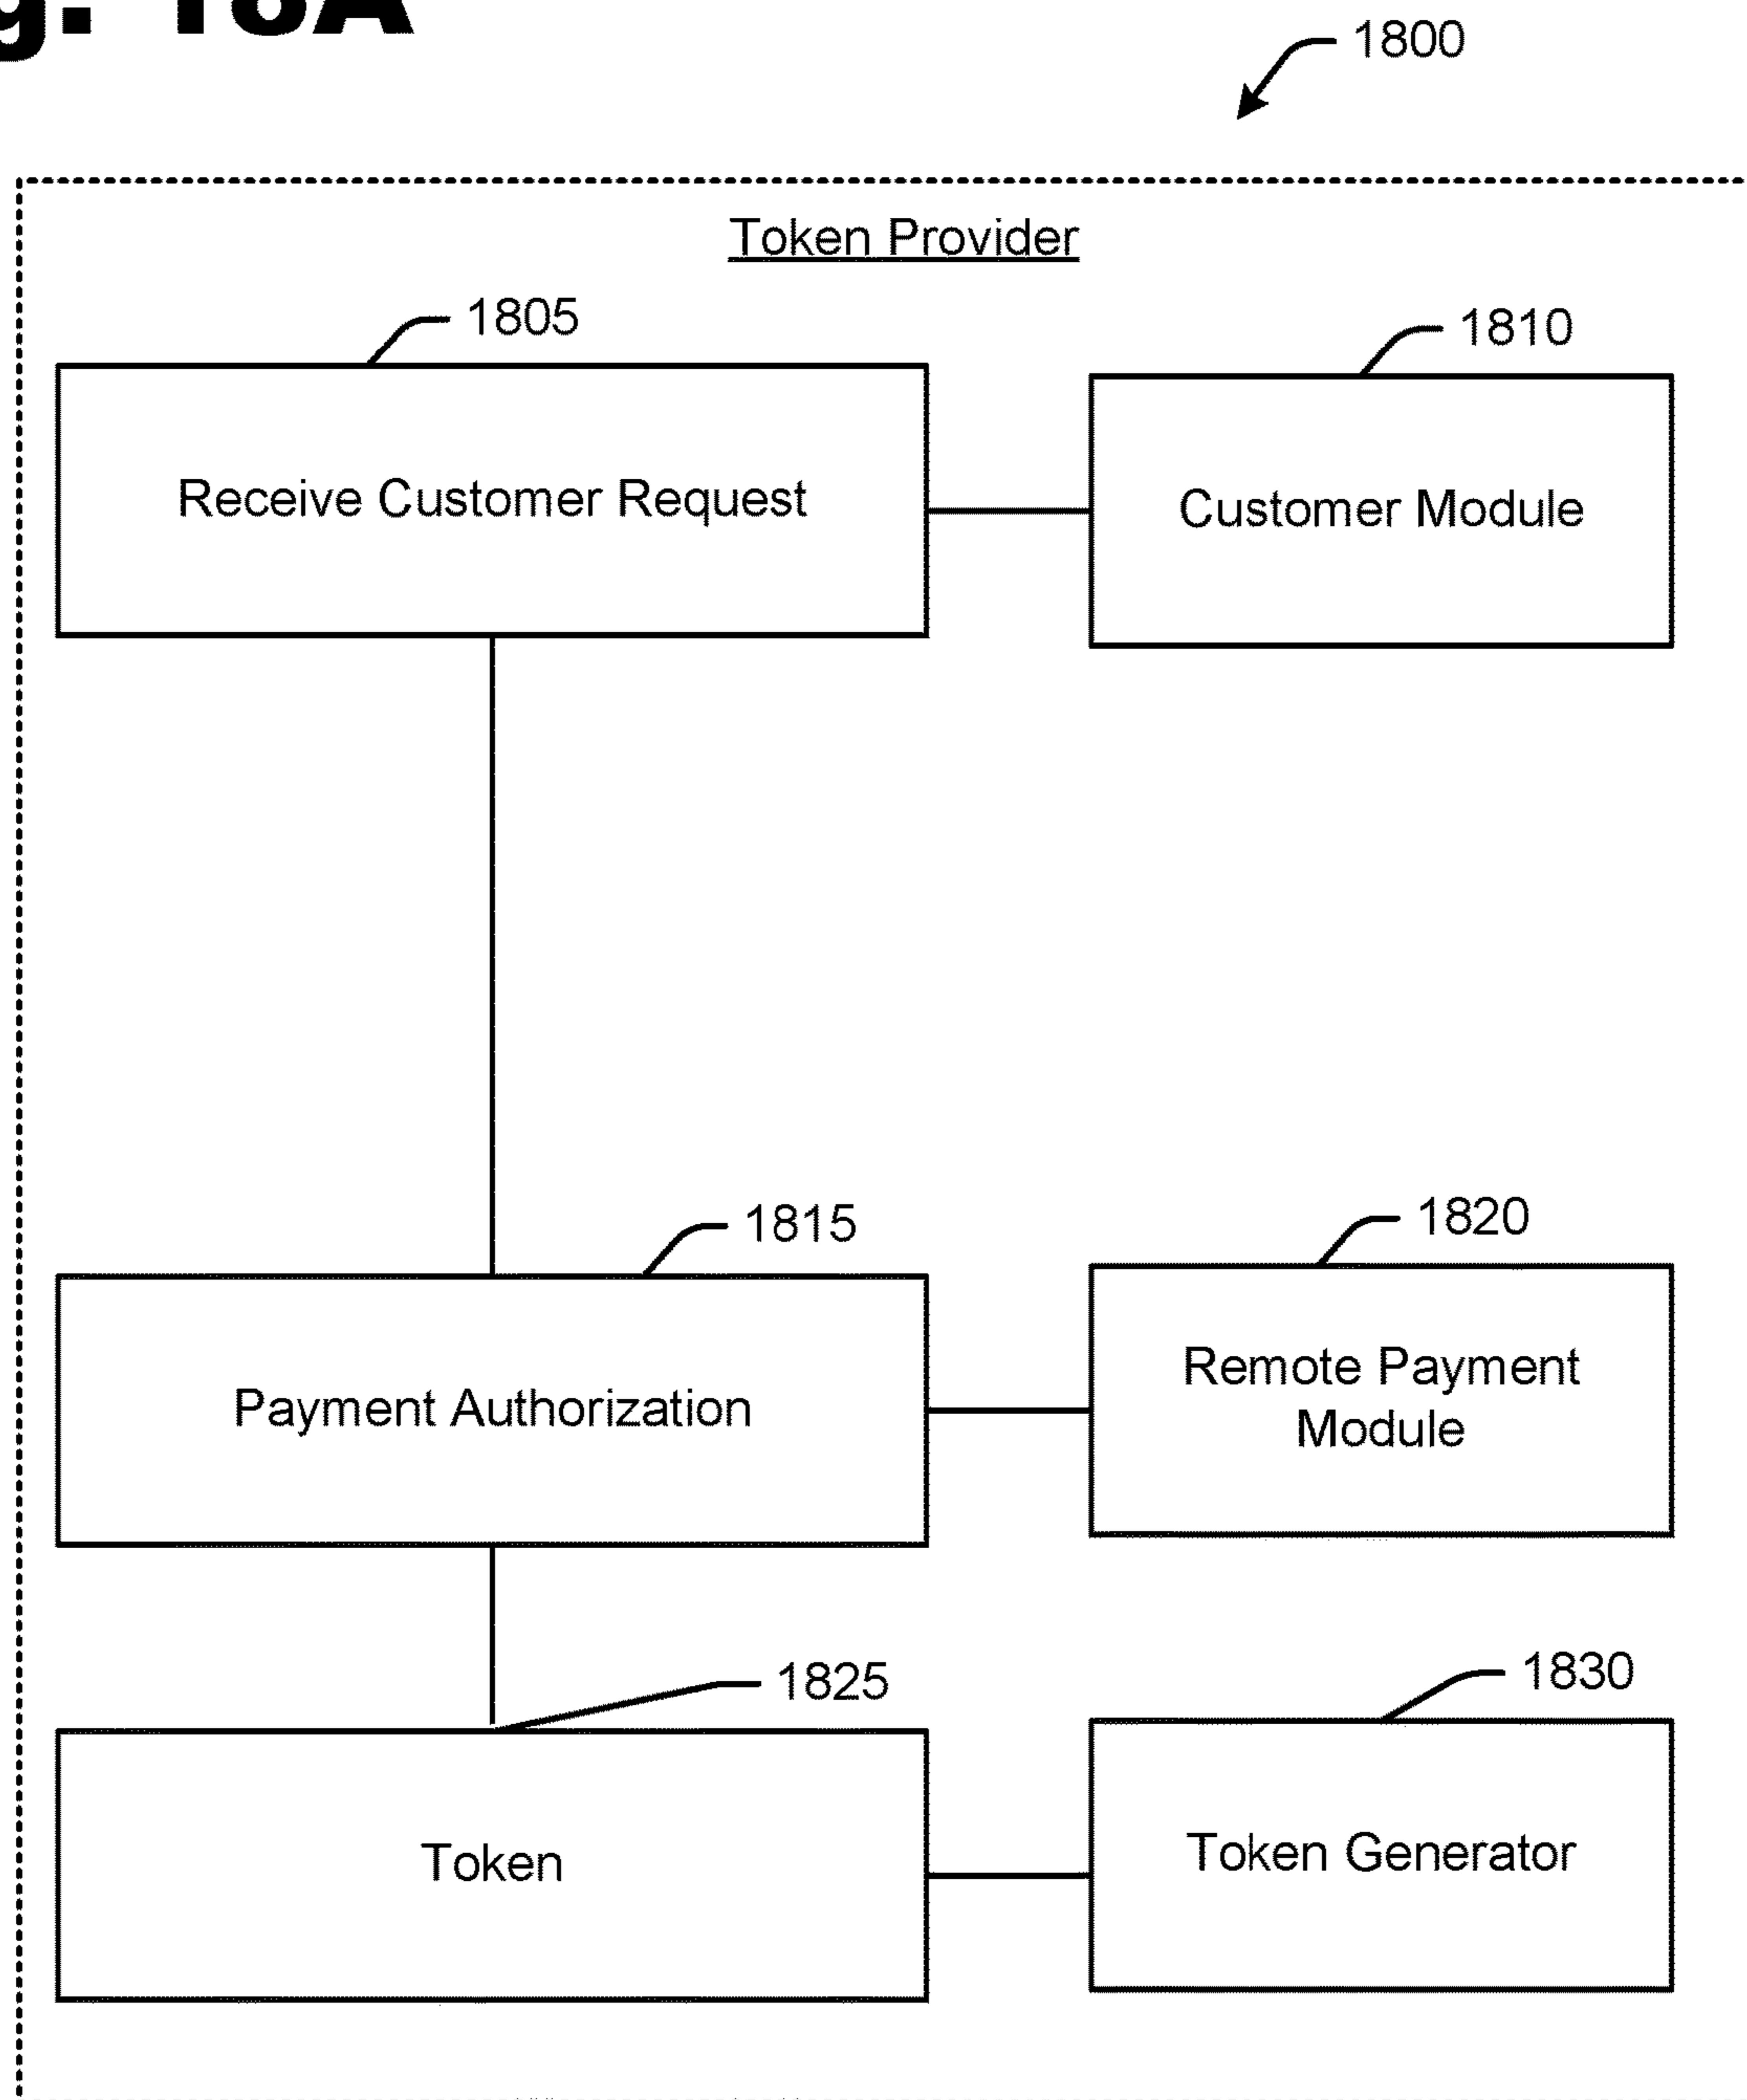 g. 18A
1800
Token Provider
1805
1810
Receive Customer Request
Customer Module
1815
1820
Payment Authorization
Remote Payment
Module
1825
1830
Token
Token Generator